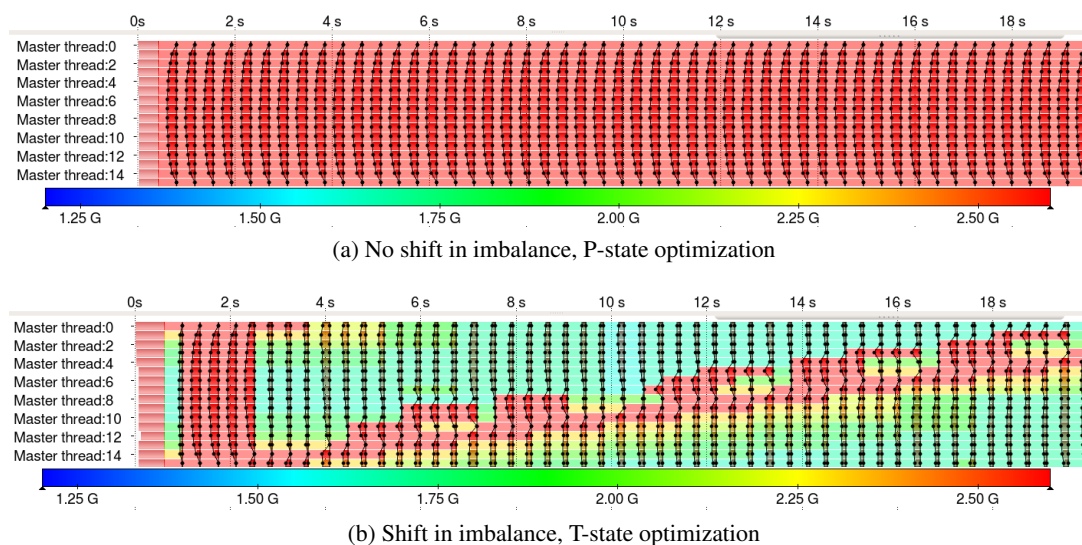 0s 2 s 4 s 6 s 8 s 10 s 12 s 14 s 16 s 18 s
Master thread:0
Master thread:2
Master thread:4
Master thread:6
Master thread:8
Master thread:10
Master thread:12
Master thread:14
1.25 G 1.50 G 1.75 G 2.00 G 2.25 G 2.50 G
(a) No shift in imbalance, P-state optimization
0s 2 s 4 s 6 s 8 s 10 s 12 s 14 s 16 s 18 s
Master thread:0
Master thread:2
Master thread:4
Master thread:6
Master thread:8
Master thread:10
Master thread:12
Master thread:14
1.25 G 1.50 G 1.75 G 2.00 G 2.25 G 2.50 G
(b) Shift in imbalance, T-state optimization